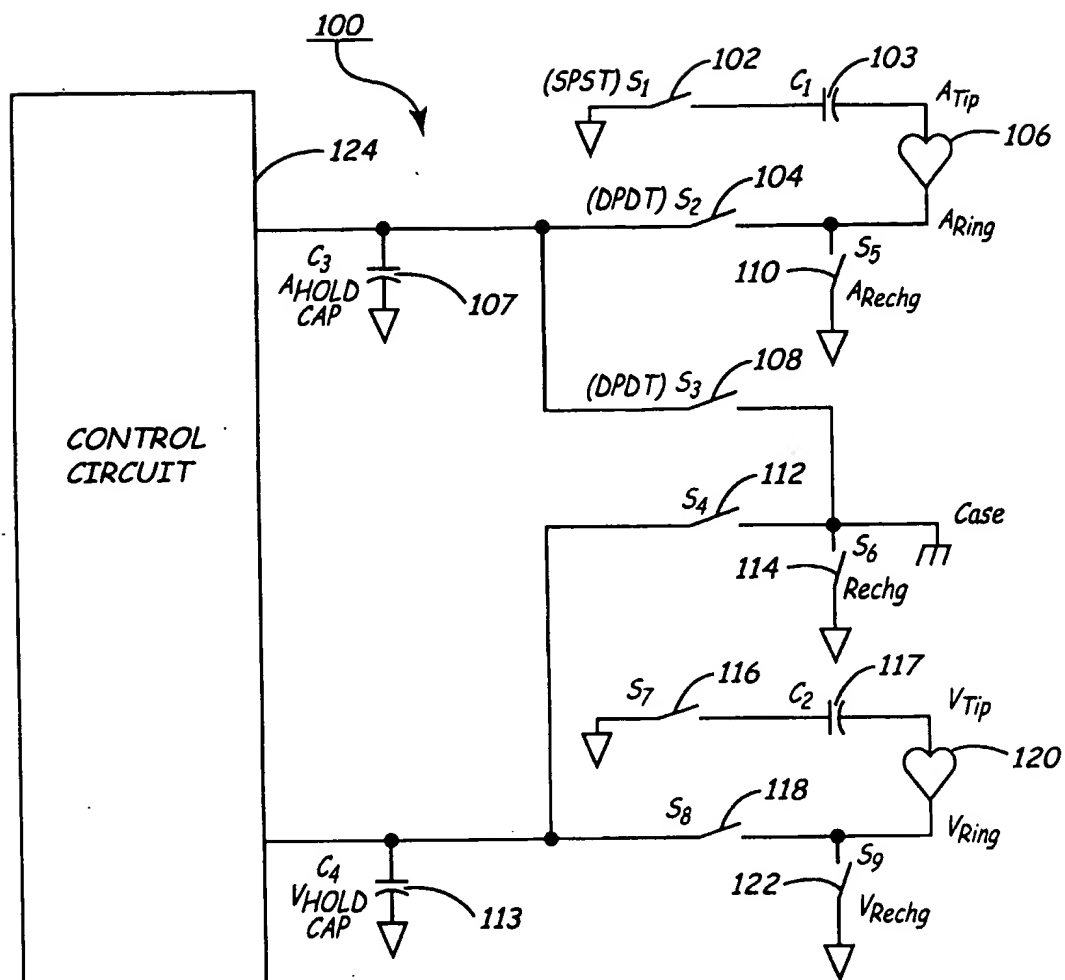 100
102
103
(SPST) S1
C1
ATip
106
124
104
(DPDT) S2
ARing
C3
AHOLD
CAP
107
110
S5
ARechg
108
(DPDT) S3
CONTROL
CIRCUIT
112
S4
Case
114
S6
Rechg
116
117
S7
C2
VTip
120
118
S8
VRing
C4
VHOLD
CAP
113
122
S9
VRechg